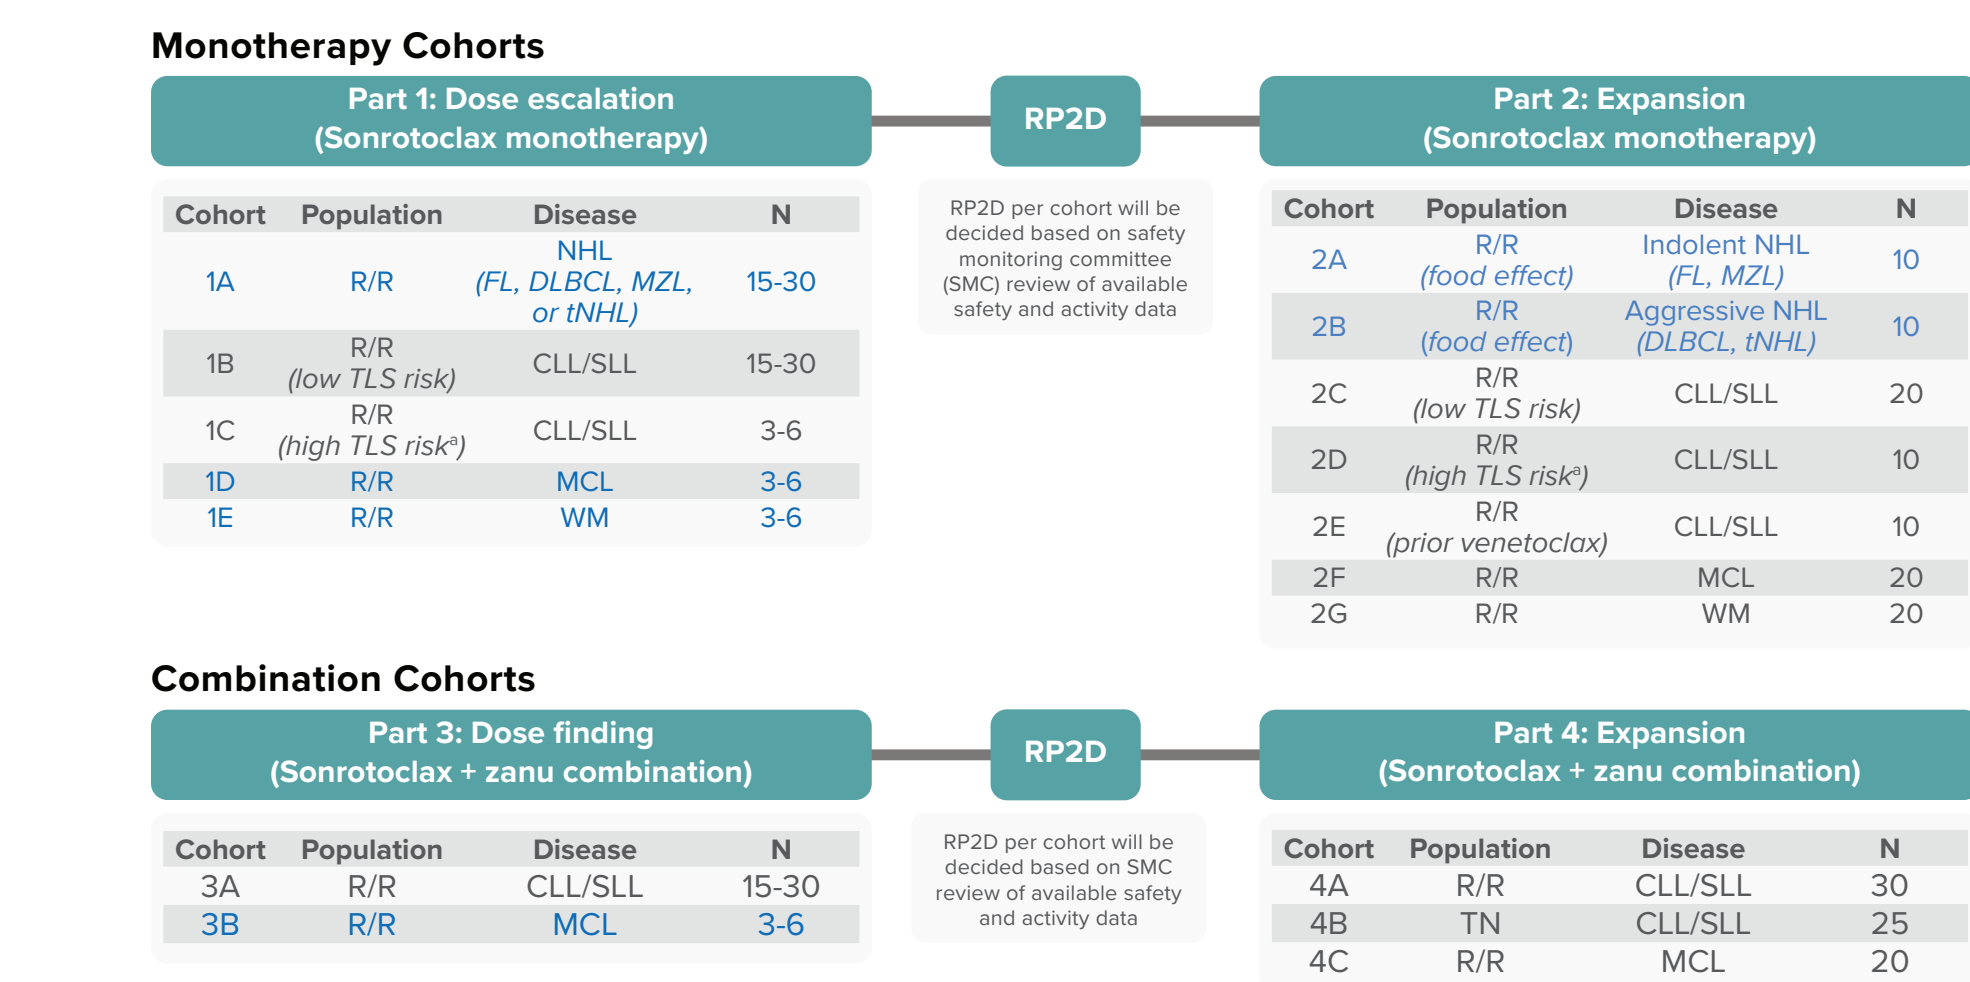 Monotherapy Cohorts
Part 1: Dose escalation
(Sonrotoclax monotherapy)
Cohort Population Disease N
1A R/R NHL
(FL, DLBCL, MZL,
or tNHL) 15-30
1B R/R
(low TLS risk) CLL/SLL 15-30
1C R/R
(high TLS riskᵃ) CLL/SLL 3-6
1D R/R MCL 3-6
1E R/R WM 3-6
RP2D
RP2D per cohort will be
decided based on safety
monitoring committee
(SMC) review of available
safety and activity data
Part 2: Expansion
(Sonrotoclax monotherapy)
Cohort Population Disease N
2A R/R
(food effect) Indolent NHL
(FL, MZL) 10
2B R/R
(food effect) Aggressive NHL
(DLBCL, tNHL) 10
2C R/R
(low TLS risk) CLL/SLL 20
2D R/R
(high TLS riskᵃ) CLL/SLL 10
2E R/R
(prior venetoclax) CLL/SLL 10
2F R/R MCL 20
2G R/R WM 20
Combination Cohorts
Part 3: Dose finding
(Sonrotoclax + zanu combination)
Cohort Population Disease N
3A R/R CLL/SLL 15-30
3B R/R MCL 3-6
RP2D
RP2D per cohort will be
decided based on SMC
review of available safety
and activity data
Part 4: Expansion
(Sonrotoclax + zanu combination)
Cohort Population Disease N
4A R/R CLL/SLL 30
4B TN CLL/SLL 25
4C R/R MCL 20